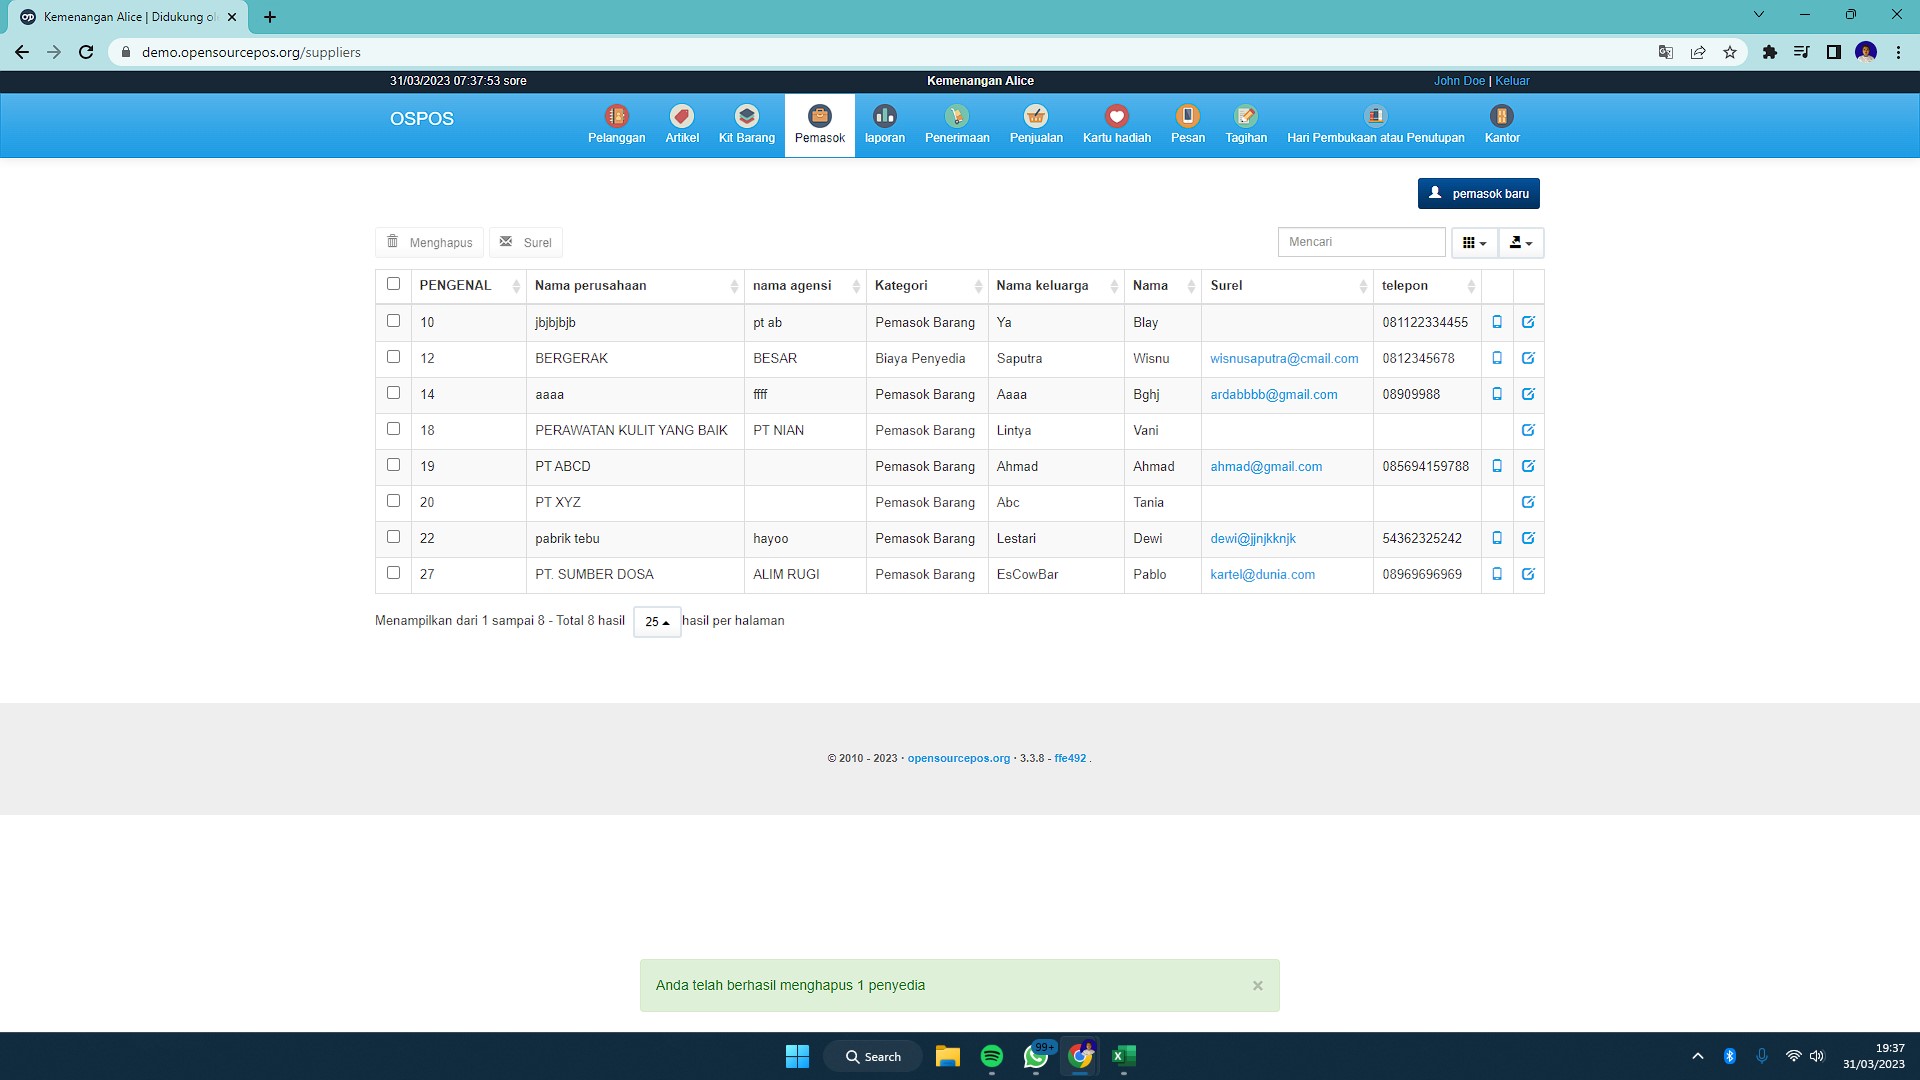 Kemenangan Alice | Didukung ol
demo.opensourcepos.org/suppliers
31/03/2023 07:37:53 sore
Kemenangan Alice
John Doe | Keluar
OSPOS
Pelanggan
Artikel
Kit Barang
Pemasok
laporan
Penerimaan
Penjualan
Kartu hadiah
Pesan
Tagihan
Hari Pembukaan atau Penutupan
Kantor
pemasok baru
Menghapus
Surel
Mencari
PENGENAL Nama perusahaan nama agensi Kategori Nama keluarga Nama Surel telepon
10 jbjbjbjb pt ab Pemasok Barang Ya Blay 081122334455
12 BERGERAK BESAR Biaya Penyedia Saputra Wisnu wisnusaputra@cmail.com 0812345678
14 aaaa ffff Pemasok Barang Aaaa Bghj ardabbbb@gmail.com 08909988
18 PERAWATAN KULIT YANG BAIK PT NIAN Pemasok Barang Lintya Vani
19 PT ABCD Pemasok Barang Ahmad Ahmad ahmad@gmail.com 085694159788
20 PT XYZ Pemasok Barang Abc Tania
22 pabrik tebu hayoo Pemasok Barang Lestari Dewi dewi@jjnjkknjk 54362325242
27 PT. SUMBER DOSA ALIM RUGI Pemasok Barang EsCowBar Pablo kartel@dunia.com 08969696969
Menampilkan dari 1 sampai 8 - Total 8 hasil 25 hasil per halaman
© 2010 - 2023 · opensourcepos.org · 3.3.8 - ffe492 .
Anda telah berhasil menghapus 1 penyedia
×
Search
99+
19:37
31/03/2023